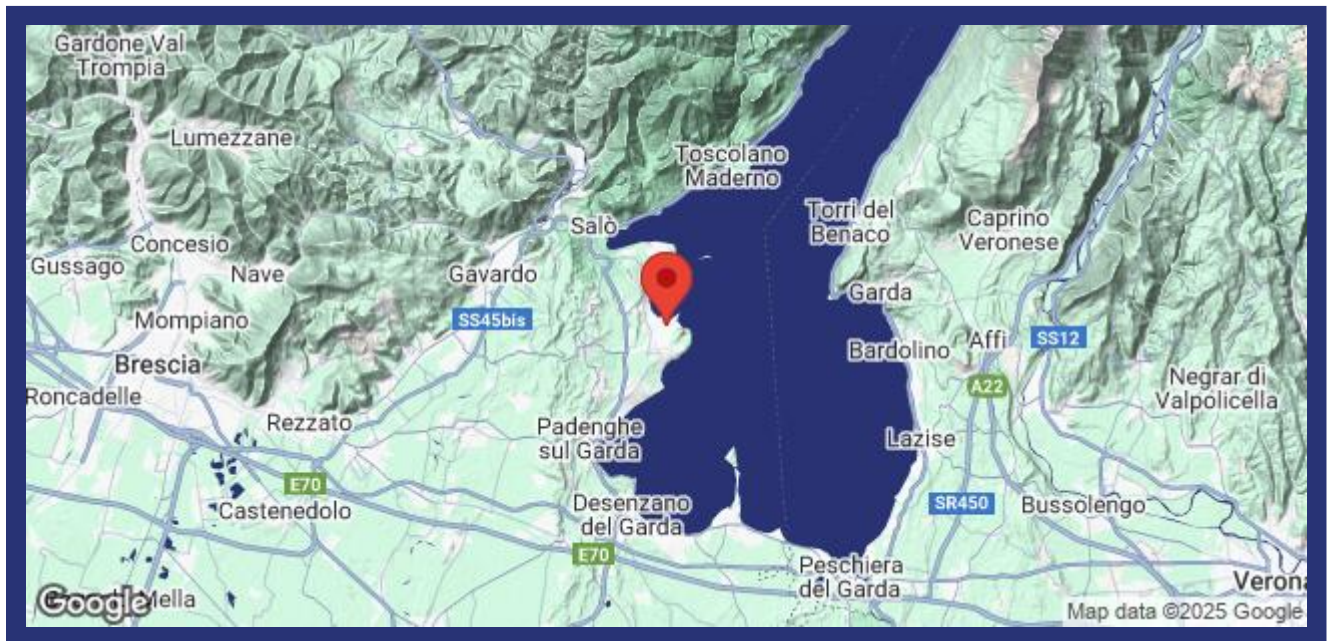 Gardone Val
Trompia
Lumezzane
Toscolano
Maderno
Torri del
Benaco
Caprino
Veronese
Salò
Concesio
Gussago
Nave
Gavardo
Garda
Mompiano
SS45bis
Affi
SS12
Bardolino
Brescia
Negrar di
Valpolicella
A22
Roncadelle
Rezzato
Padenghe
sul Garda
Lazise
E70
Castenedolo
Desenzano
del Garda
SR450
Bussolengo
E70
Peschiera
del Garda
Verona
Google
Mella
Map data ©2025 Google